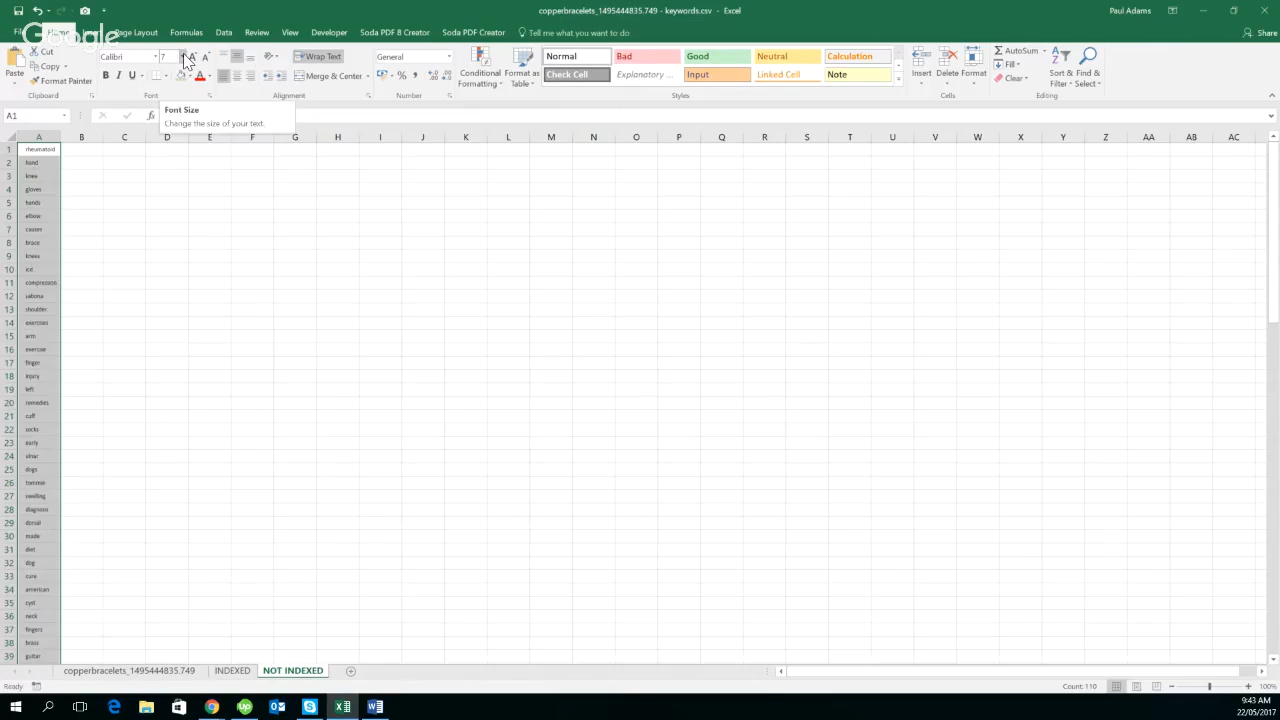 copperbracelets_1495444835.749 - keywords.csv - Excel
Paul Adams
Home
Formulas
Data
Review
View
Developer
Soda PDF 8 Creator
Soda PDF Creator
Tell me what you want to do
Share
Google
Paste
Cut
Copy
Format Painter
Calibri
7
B I U
Wrap Text
Merge & Center
General
Conditional Formatting
Format as Table
Normal
Bad
Good
Neutral
Calculation
Check Cell
Explanatory ...
Input
Linked Cell
Note
Insert
Delete
Format
AutoSum
Fill
Clear
Sort & Filter
Find & Select
Clipboard
Font
Alignment
Number
Styles
Cells
Editing
A1
fx
Font Size
Change the size of your text.
A B C D E F G H I J K L M N O P Q R S T U V W X Y Z AA AB AC
1 rheumatoid
2 hand
3 knee
4 gloves
5 hands
6 elbow
7 causes
8 brace
9 knees
10 icd
11 compression
12 sabona
13 shoulder
14 exercises
15 arm
16 exercise
17 finger
18 injury
19 left
20 remedies
21 cuff
22 socks
23 early
24 ulnar
25 dogs
26 tommie
27 swelling
28 diagnosis
29 dorsal
30 made
31 diet
32 dog
33 cure
34 american
35 cyst
36 neck
37 fingers
38 brass
39 guitar
copperbracelets_1495444835.749
INDEXED
NOT INDEXED
Ready
Count: 110
100%
9:43 AM
22/05/2017